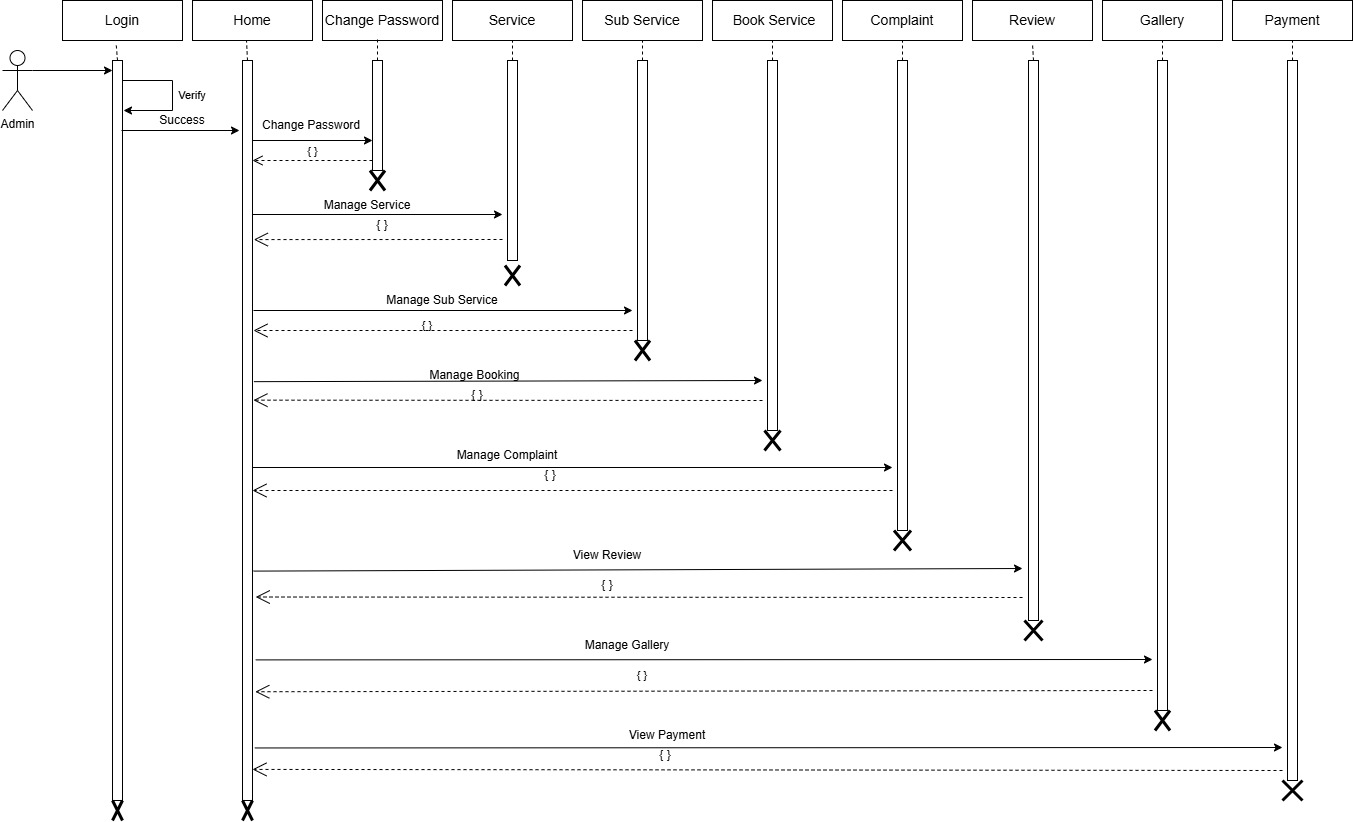 Login
Home
Change Password
Service
Sub Service
Book Service
Complaint
Review
Gallery
Payment
Admin
Verify
Success
Change Password
{ }
Manage Service
{ }
Manage Sub Service
{ }
Manage Booking
{ }
Manage Complaint
{ }
View Review
{ }
Manage Gallery
{ }
View Payment
{ }